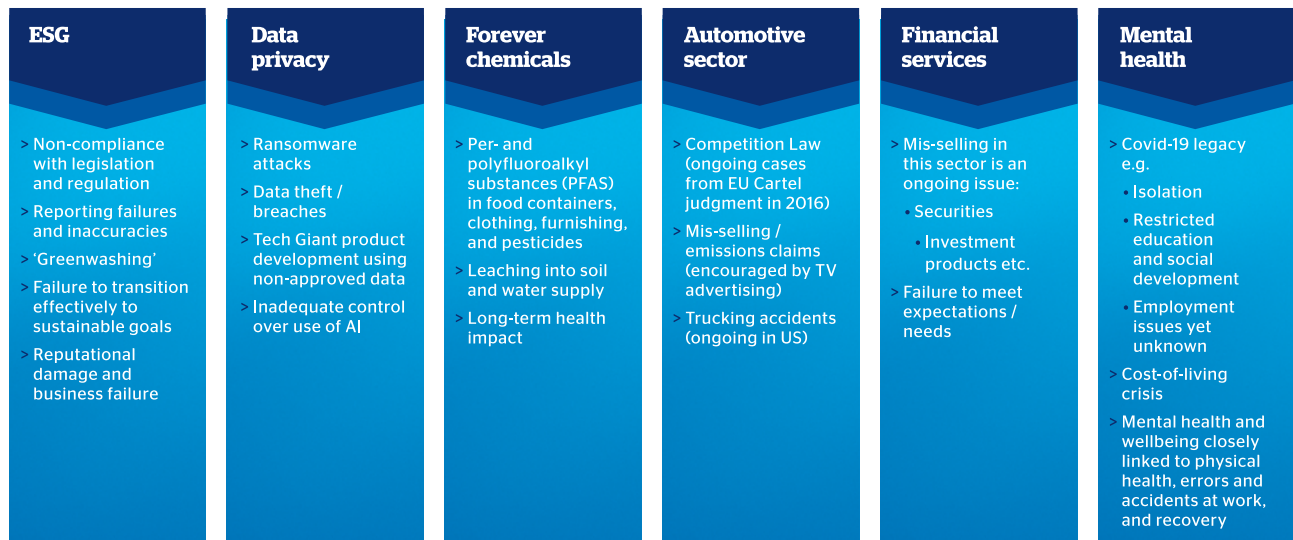 ESG
> Non-compliance
with legislation
and regulation
> Reporting failures
and inaccuracies
> ‘Greenwashing’
> Failure to transition
effectively to
sustainable goals
> Reputational
damage and
business failure
Data
privacy
> Ransomware
attacks
> Data theft /
breaches
> Tech Giant product
development using
non-approved data
> Inadequate control
over use of AI
Forever
chemicals
> Per- and
polyfluoroalkyl
substances (PFAS)
in food containers,
clothing, furnishing,
and pesticides
> Leaching into soil
and water supply
> Long-term health
impact
Automotive
sector
> Competition Law
(ongoing cases
from EU Cartel
judgment in 2016)
> Mis-selling /
emissions claims
(encouraged by TV
advertising)
> Trucking accidents
(ongoing in US)
Financial
services
> Mis-selling in
this sector is an
ongoing issue:
• Securities
• Investment
products etc.
> Failure to meet
expectations /
needs
Mental
health
> Covid-19 legacy
e.g.
• Isolation
• Restricted
education
and social
development
• Employment
issues yet
unknown
> Cost-of-living
crisis
> Mental health and
wellbeing closely
linked to physical
health, errors and
accidents at work,
and recovery